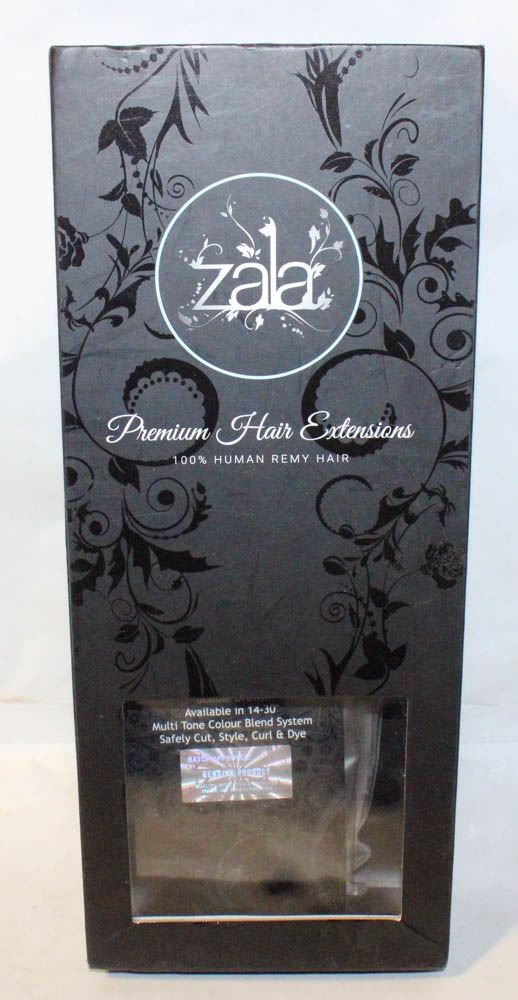 zala
Premium Hair Extensions
100% HUMAN REMY HAIR
Available in 14-30
Multi Tone Colour Blend System
Safely Cut, Style, Curl & Dye
GENUINE PRODUCT